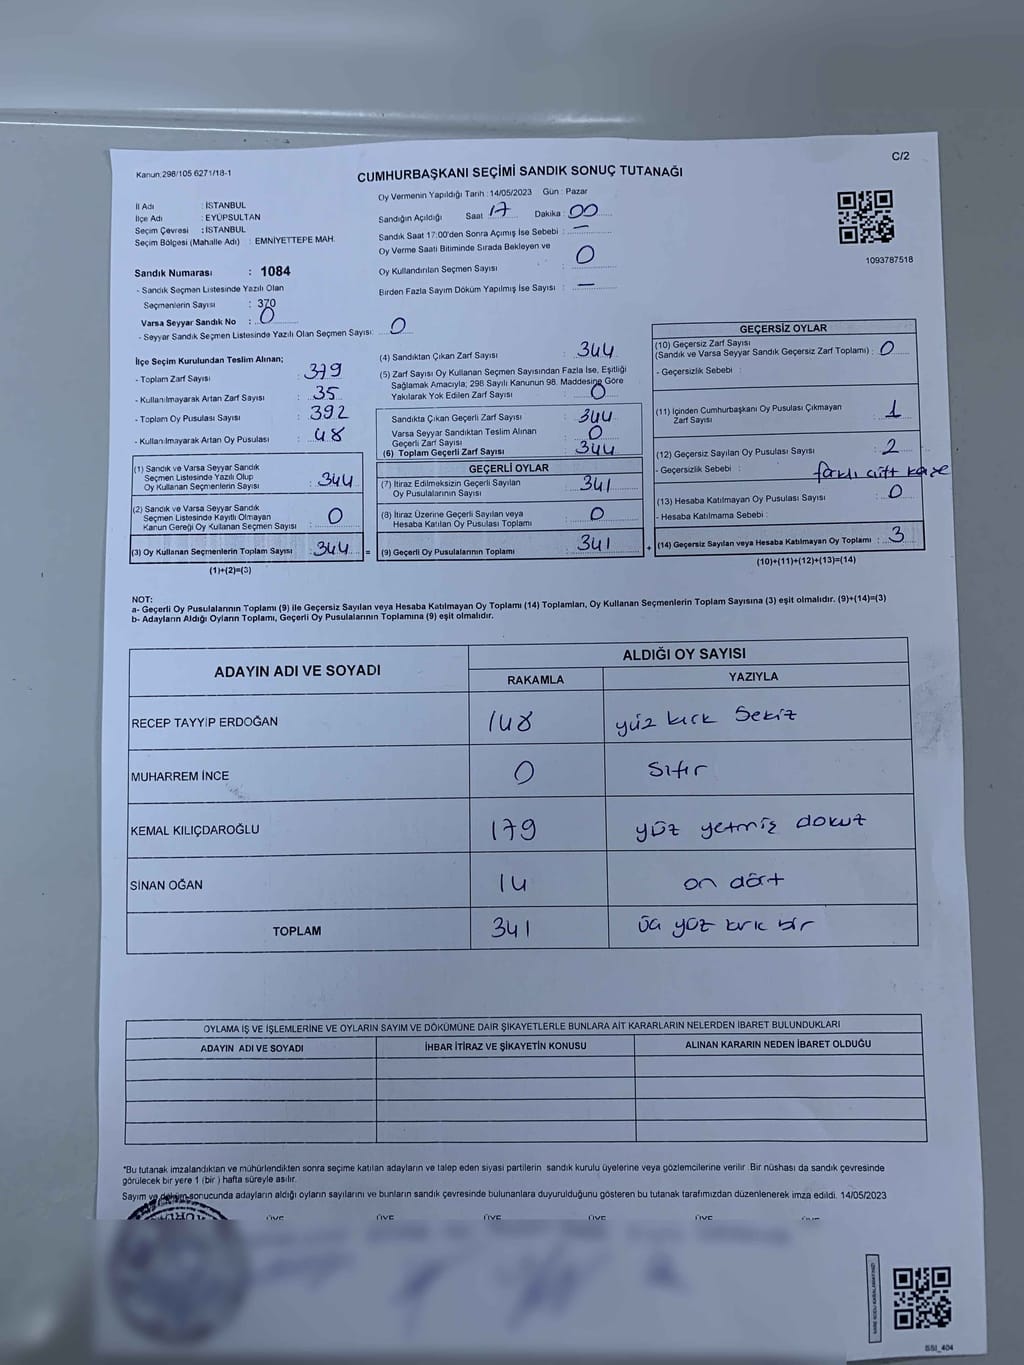 C/2
Kanun:298/105 6271/18-1
CUMHURBAŞKANI SEÇİMİ SANDIK SONUÇ TUTANAĞI
Oy Vermenin Yapıldığı Tarih : 14/05/2023 Gün : Pazar
İl Adı : İSTANBUL
İlçe Adı : EYÜPSULTAN
Seçim Çevresi : İSTANBUL
Seçim Bölgesi (Mahalle Adı) : EMNİYETTEPE MAH.
Sandığın Açıldığı Saat : 17 Dakika : 00
Sandık Saat 17:00'den Sonra Açımış İse Sebebi : —
Oy Verme Saati Bitiminde Sırada Bekleyen ve
Oy Kullandırılan Seçmen Sayısı : 0
Birden Fazla Sayım Döküm Yapılmış İse Sayısı : —
1093787518
Sandık Numarası : 1084
- Sandık Seçmen Listesinde Yazılı Olan
Seçmenlerin Sayısı : 370
Varsa Seyyar Sandık No : 0
- Seyyar Sandık Seçmen Listesinde Yazılı Olan Seçmen Sayısı: 0
İlçe Seçim Kurulundan Teslim Alınan;
- Toplam Zarf Sayısı : 379
- Kullanılmayarak Artan Zarf Sayısı : 35
- Toplam Oy Pusulası Sayısı : 392
- Kullanılmayarak Artan Oy Pusulası : 48
(1) Sandık ve Varsa Seyyar Sandık
Seçmen Listesinde Yazılı Olup
Oy Kullanan Seçmenlerin Sayısı : 344
(2) Sandık ve Varsa Seyyar Sandık
Seçmen Listesinde Kayıtlı Olmayan
Kanun Gereği Oy Kullanan Seçmen Sayısı : 0
(3) Oy Kullanan Seçmenlerin Toplam Sayısı : 344 =
(1)+(2)=(3)
(4) Sandıktan Çıkan Zarf Sayısı : 344
(5) Zarf Sayısı Oy Kullanan Seçmen Sayısından Fazla İse, Eşitliği
Sağlamak Amacıyla; 298 Sayılı Kanunun 98. Maddesine Göre
Yakılarak Yok Edilen Zarf Sayısı : 0
Sandıkta Çıkan Geçerli Zarf Sayısı : 344
Varsa Seyyar Sandıktan Teslim Alınan
Geçerli Zarf Sayısı : 0
(6) Toplam Geçerli Zarf Sayısı : 344
GEÇERLİ OYLAR
(7) İtiraz Edilmeksizin Geçerli Sayılan
Oy Pusulalarının Sayısı : 341
(8) İtiraz Üzerine Geçerli Sayılan veya
Hesaba Katılan Oy Pusulası Toplamı : 0
(9) Geçerli Oy Pusulalarının Toplamı : 341 +
GEÇERSİZ OYLAR
(10) Geçersiz Zarf Sayısı
(Sandık ve Varsa Seyyar Sandık Geçersiz Zarf Toplamı) : 0
- Geçersizlik Sebebi :
(11) İçinden Cumhurbaşkanı Oy Pusulası Çıkmayan
Zarf Sayısı : 1
(12) Geçersiz Sayılan Oy Pusulası Sayısı : 2
- Geçersizlik Sebebi : farklı çift kaşe
(13) Hesaba Katılmayan Oy Pusulası Sayısı : 0
- Hesaba Katılmama Sebebi :
(14) Geçersiz Sayılan veya Hesaba Katılmayan Oy Toplamı : 3
(10)+(11)+(12)+(13)=(14)
NOT:
a- Geçerli Oy Pusulalarının Toplamı (9) ile Geçersiz Sayılan veya Hesaba Katılmayan Oy Toplamı (14) Toplamları, Oy Kullanan Seçmenlerin Toplam Sayısına (3) eşit olmalıdır. (9)+(14)=(3)
b- Adayların Aldığı Oyların Toplamı, Geçerli Oy Pusulalarının Toplamına (9) eşit olmalıdır.
ADAYIN ADI VE SOYADI ALDIĞI OY SAYISI
RAKAMLA YAZIYLA
RECEP TAYYİP ERDOĞAN 148 yüz kırk Sekiz
MUHARREM İNCE 0 Sıfır
KEMAL KILIÇDAROĞLU 179 yüz yetmiş dokuz
SİNAN OĞAN 14 on dört
TOPLAM 341 üç yüz kırk bir
OYLAMA İŞ VE İŞLEMLERİNE VE OYLARIN SAYIM VE DÖKÜMÜNE DAİR ŞİKAYETLERLE BUNLARA AİT KARARLARIN NELERDEN İBARET BULUNDUKLARI
ADAYIN ADI VE SOYADI İHBAR İTİRAZ VE ŞİKAYETİN KONUSU ALINAN KARARIN NEDEN İBARET OLDUĞU
*Bu tutanak imzalandıktan ve mühürlendikten sonra seçime katılan adayların ve talep eden siyasi partilerin sandık kurulu üyelerine veya gözlemcilerine verilir. Bir nüshası da sandık çevresinde
görülecek bir yere 1 (bir ) hafta süreyle asılır.
Sayım ve döküm sonucunda adayların aldığı oyların sayılarını ve bunların sandık çevresinde bulunanlara duyurulduğunu gösteren bu tutanak tarafımızdan düzenlenerek imza edildi. 14/05/2023
ÜYE ÜYE ÜYE ÜYE ÜYE
SSI_404